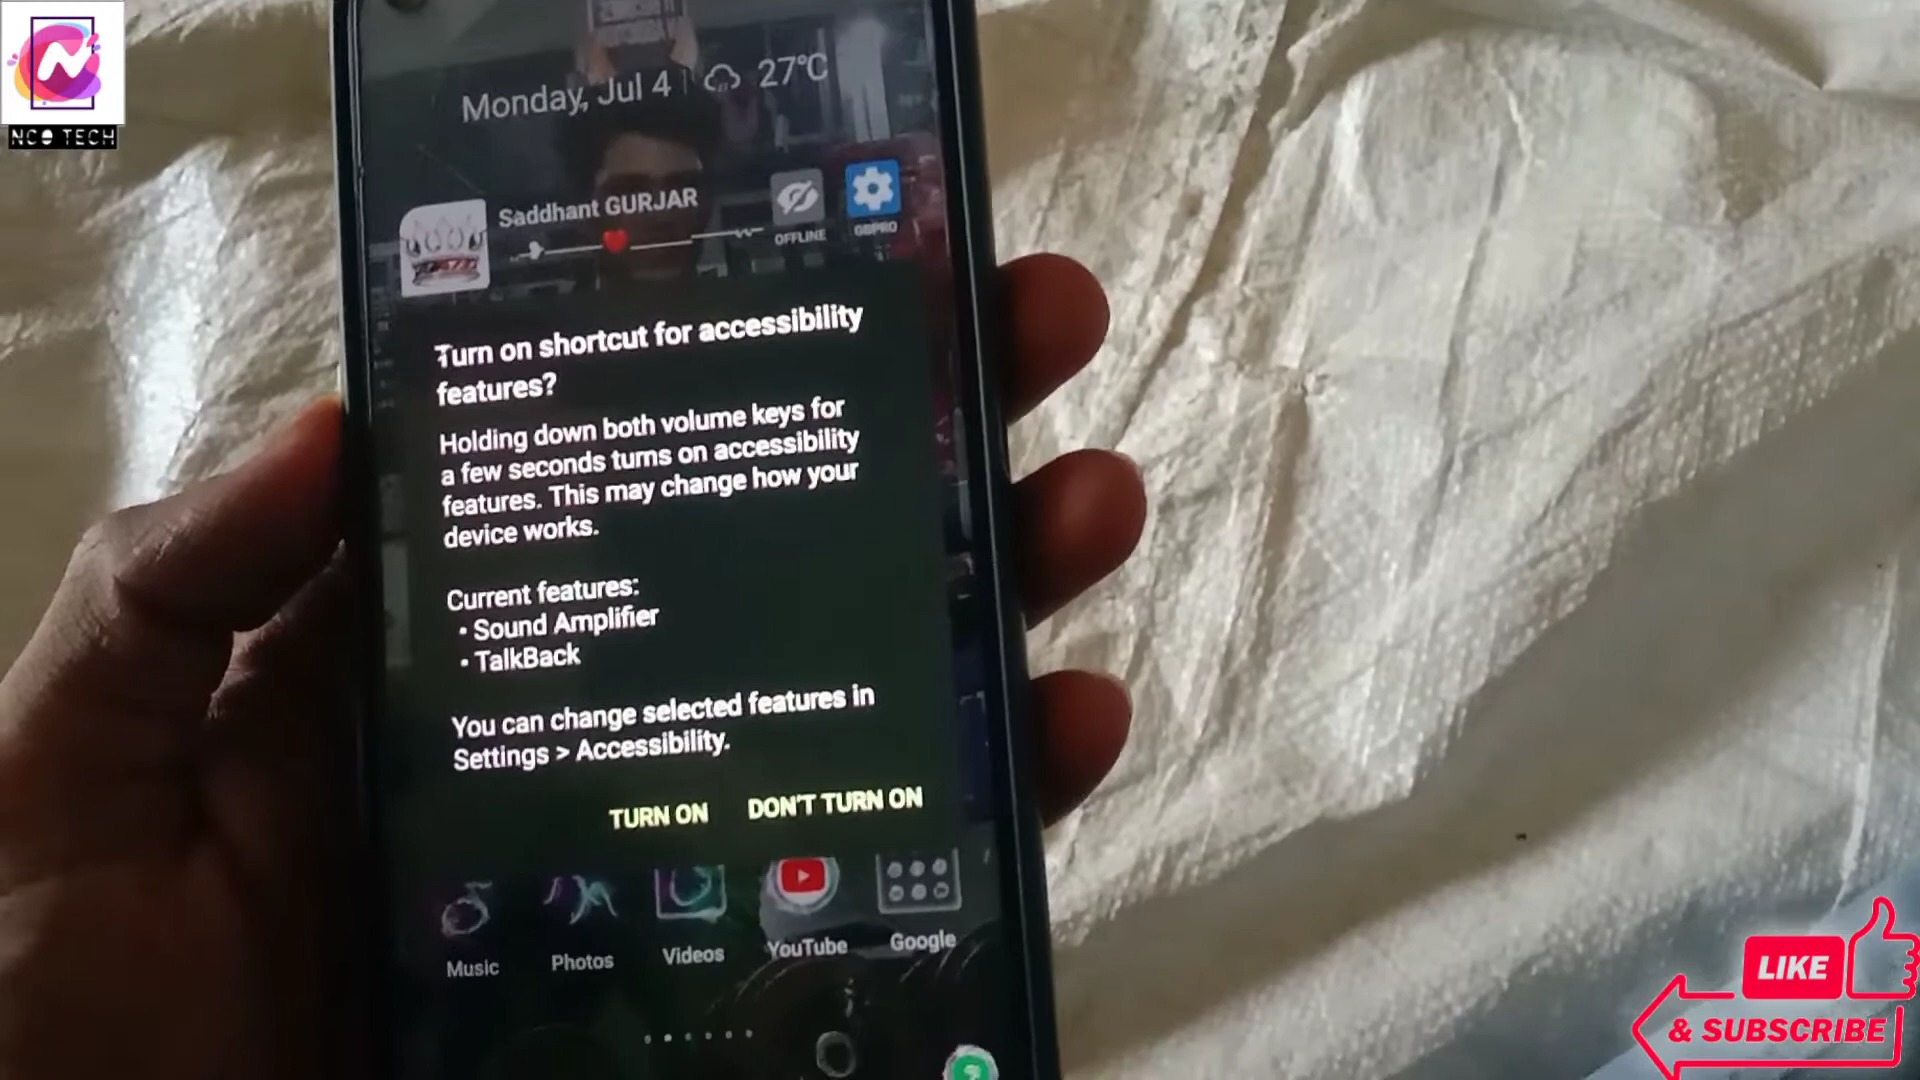 NCO TECH
Monday, Jul 4 27°C
Saddhant GURJAR
OFFLINE
GBPRO
Turn on shortcut for accessibility
features?
Holding down both volume keys for
a few seconds turns on accessibility
features. This may change how your
device works.
Current features:
• Sound Amplifier
• TalkBack
You can change selected features in
Settings > Accessibility.
TURN ON DON'T TURN ON
Music Photos Videos YouTube Google
LIKE
& SUBSCRIBE